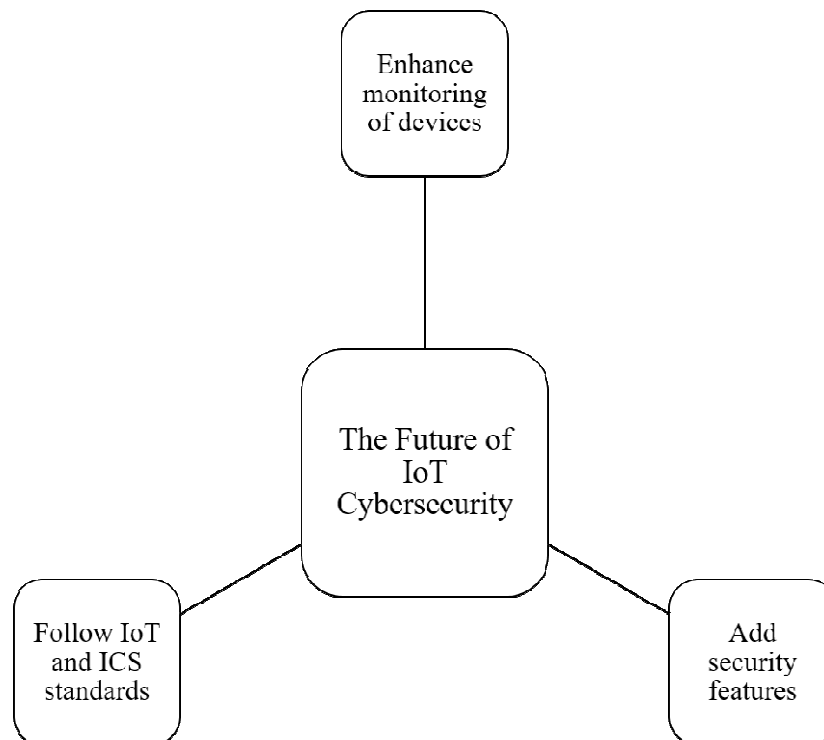 Enhance
monitoring
of devices
The Future of
IoT
Cybersecurity
Follow IoT
and ICS
standards
Add
security
features